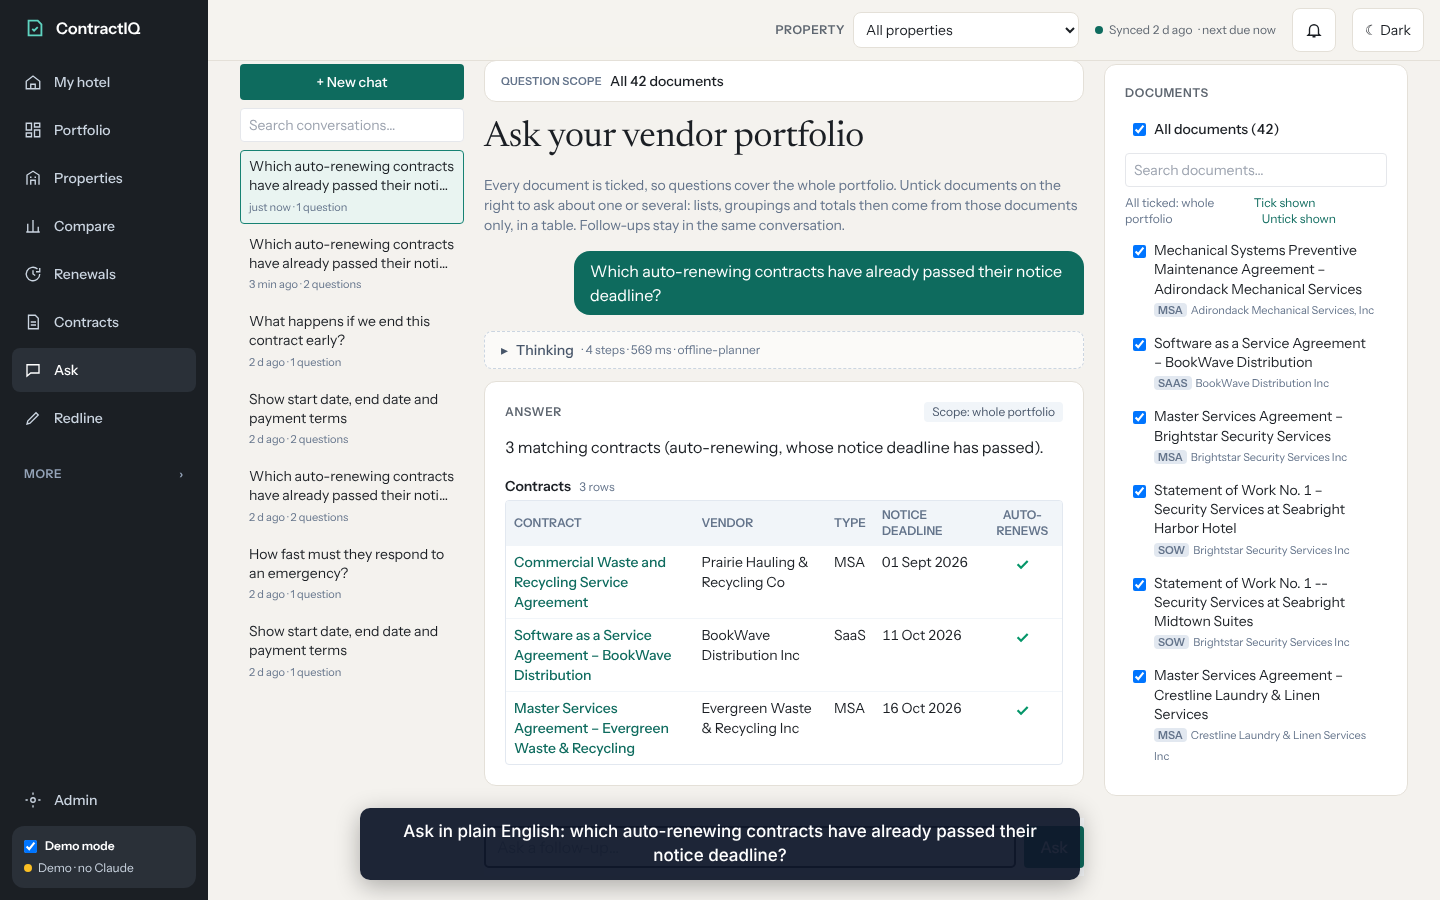 ContractIQ
My hotel
Portfolio
Properties
Compare
Renewals
Contracts
Ask
Redline
MORE
Admin
Demo mode
Demo · no Claude
PROPERTY
All properties
Synced 2 d ago · next due now
Dark
+ New chat
Search conversations...
Which auto-renewing contracts
have already passed their noti...
just now · 1 question
Which auto-renewing contracts
have already passed their noti...
3 min ago · 2 questions
What happens if we end this
contract early?
2 d ago · 1 question
Show start date, end date and
payment terms
2 d ago · 2 questions
Which auto-renewing contracts
have already passed their noti...
2 d ago · 2 questions
How fast must they respond to
an emergency?
2 d ago · 1 question
Show start date, end date and
payment terms
2 d ago · 1 question
QUESTION SCOPE All 42 documents
Ask your vendor portfolio
Every document is ticked, so questions cover the whole portfolio. Untick documents on the
right to ask about one or several: lists, groupings and totals then come from those documents
only, in a table. Follow-ups stay in the same conversation.
Which auto-renewing contracts have already passed their notice
deadline?
Thinking · 4 steps · 569 ms · offline-planner
ANSWER
Scope: whole portfolio
3 matching contracts (auto-renewing, whose notice deadline has passed).
Contracts 3 rows
CONTRACT
VENDOR
TYPE
NOTICE
DEADLINE
AUTO-
RENEWS
Commercial Waste and
Recycling Service
Agreement
Prairie Hauling &
Recycling Co
MSA
01 Sept 2026
✓
Software as a Service
Agreement – BookWave
Distribution
BookWave
Distribution Inc
SaaS
11 Oct 2026
✓
Master Services
Agreement – Evergreen
Waste & Recycling
Evergreen Waste
& Recycling Inc
MSA
16 Oct 2026
✓
Ask a follow-up...
Ask
Ask in plain English: which auto-renewing contracts have already passed their
notice deadline?
DOCUMENTS
All documents (42)
Search documents...
All ticked: whole
portfolio
Tick shown
Untick shown
Mechanical Systems Preventive
Maintenance Agreement –
Adirondack Mechanical Services
MSA Adirondack Mechanical Services, Inc
Software as a Service Agreement
– BookWave Distribution
SAAS BookWave Distribution Inc
Master Services Agreement –
Brightstar Security Services
MSA Brightstar Security Services Inc
Statement of Work No. 1 –
Security Services at Seabright
Harbor Hotel
SOW Brightstar Security Services Inc
Statement of Work No. 1 --
Security Services at Seabright
Midtown Suites
SOW Brightstar Security Services Inc
Master Services Agreement –
Crestline Laundry & Linen
Services
MSA Crestline Laundry & Linen Services
Inc